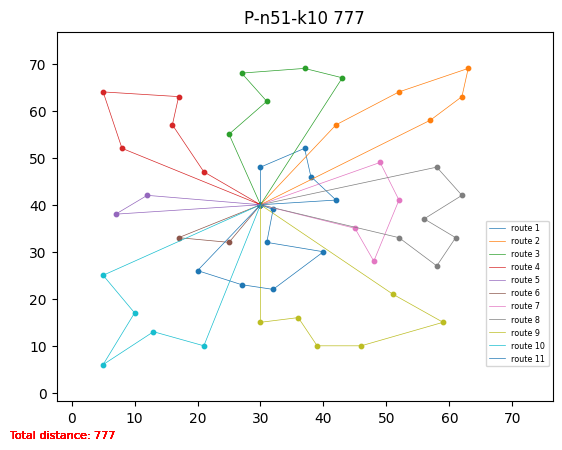 P-n51-k10 777
70
60
50
40
30
20
10
0
0 10 20 30 40 50 60 70
route 1
route 2
route 3
route 4
route 5
route 6
route 7
route 8
route 9
route 10
route 11
Total distance: 777